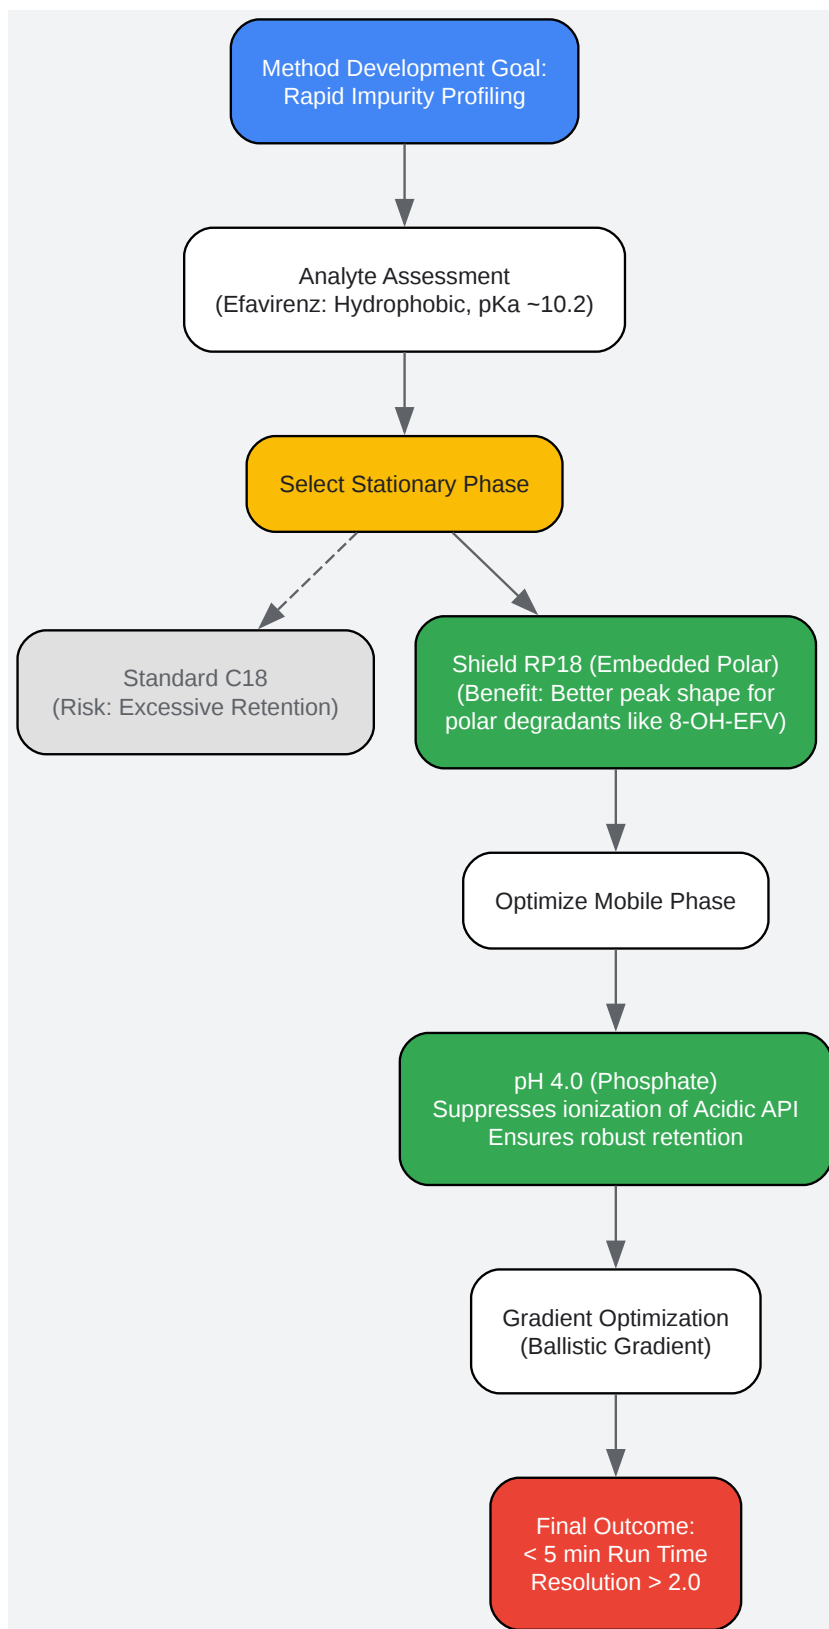 Method Development Goal:
Rapid Impurity Profiling
Analyte Assessment
(Efavirenz: Hydrophobic, pKa ~10.2)
Select Stationary Phase
Standard C18
(Risk: Excessive Retention)
Shield RP18 (Embedded Polar)
(Benefit: Better peak shape for
polar degradants like 8-OH-EFV)
Optimize Mobile Phase
pH 4.0 (Phosphate)
Suppresses ionization of Acidic API
Ensures robust retention
Gradient Optimization
(Ballistic Gradient)
Final Outcome:
< 5 min Run Time
Resolution > 2.0